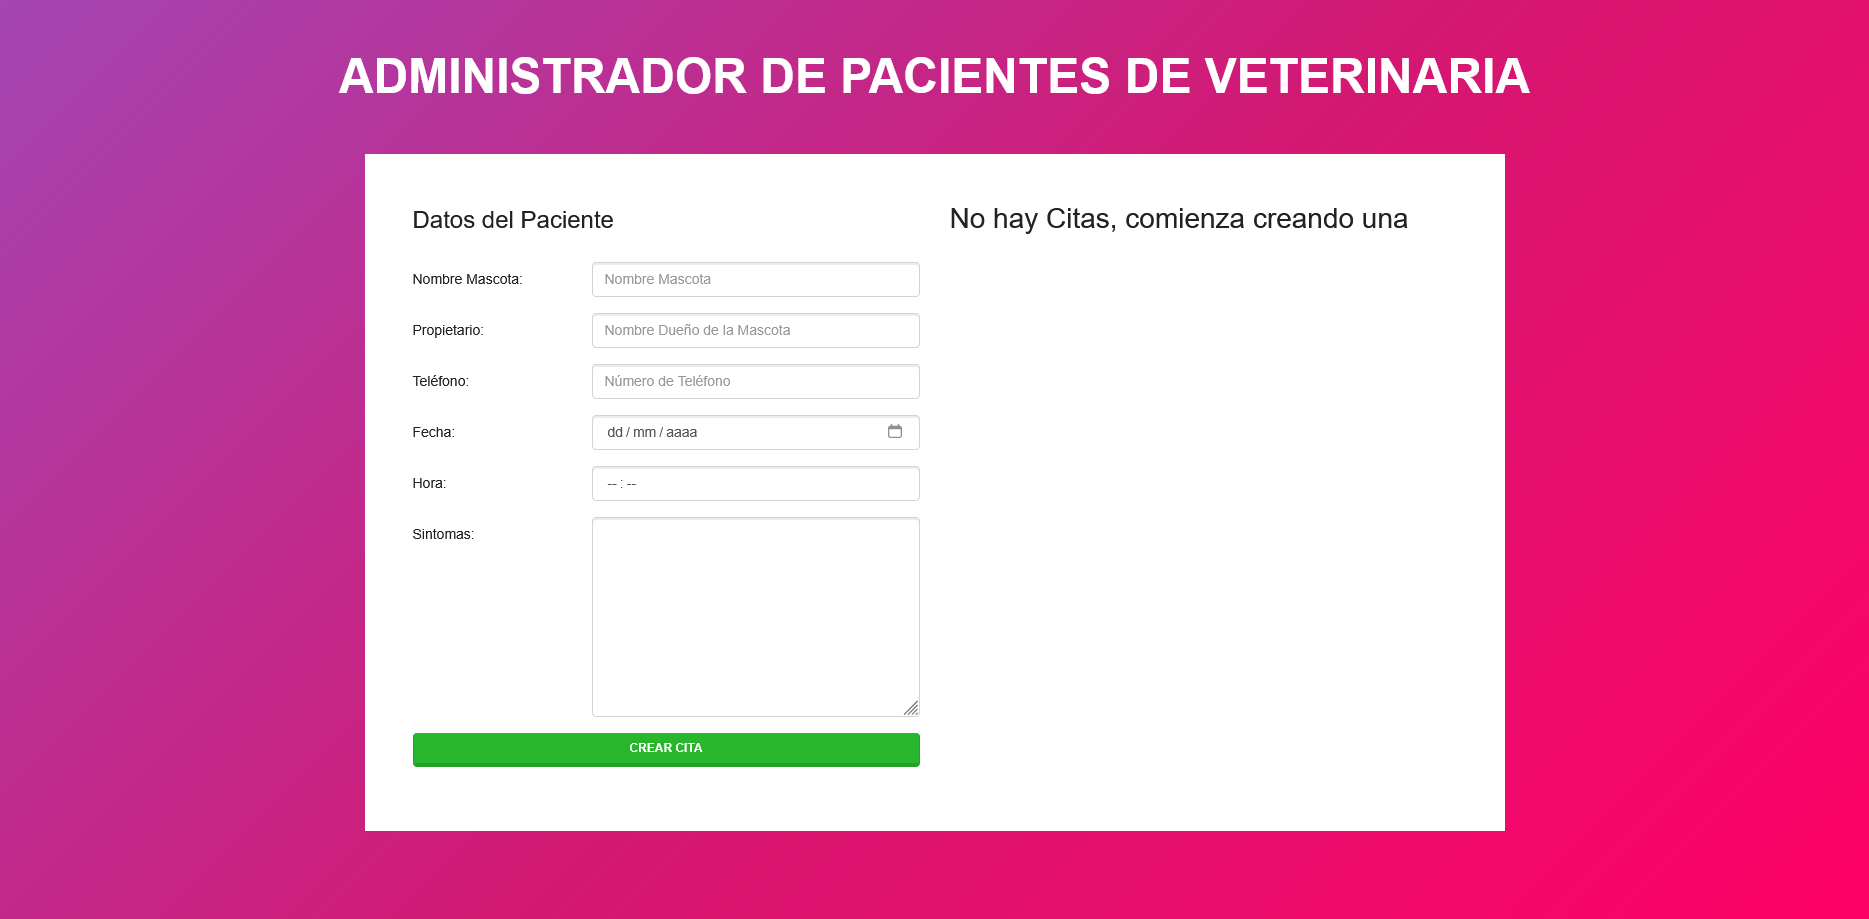 ADMINISTRADOR DE PACIENTES DE VETERINARIA
Datos del Paciente
Nombre Mascota:
Nombre Mascota
Propietario:
Nombre Dueño de la Mascota
Teléfono:
Número de Teléfono
Fecha:
dd / mm / aaaa
Hora:
-- : --
Sintomas:
CREAR CITA
No hay Citas, comienza creando una